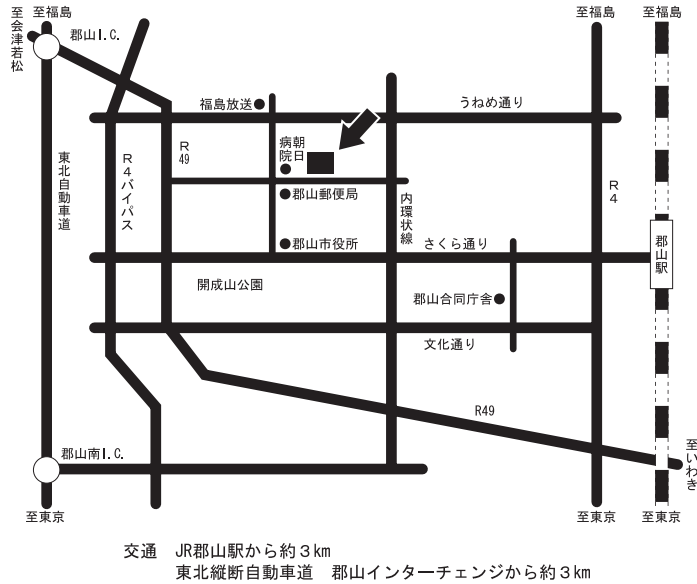 至福島
至福島
至福島
至会津若松
郡山I.C.
福島放送
うねめ通り
R49
朝日病院
東北自動車道
R4バイパス
R4
郡山郵便局
内環状線
郡山市役所
さくら通り
郡山駅
開成山公園
郡山合同庁舎
文化通り
R49
郡山南I.C.
至いわき
至東京
至東京
至東京
交通　JR郡山駅から約３km
東北縦断自動車道　郡山インターチェンジから約３km